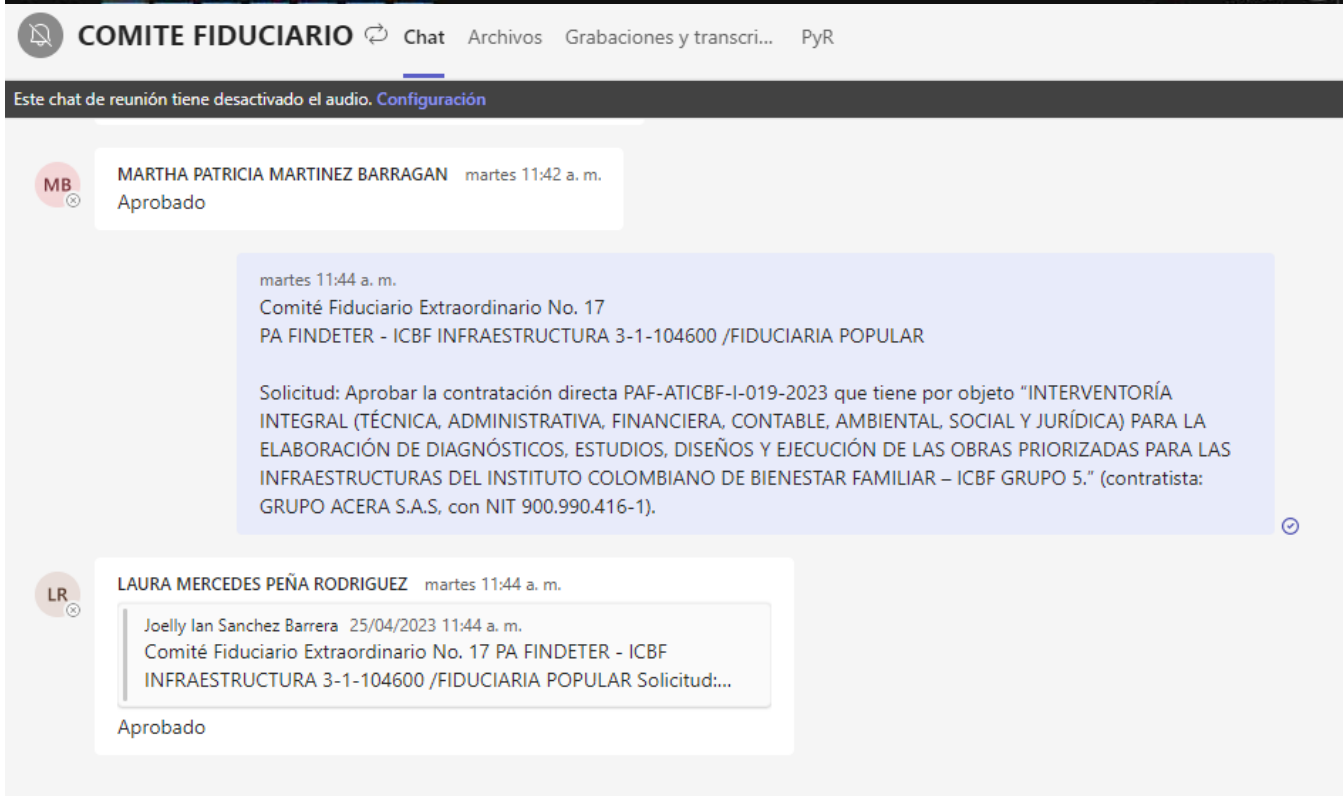 COMITE FIDUCIARIO Chat Archivos Grabaciones y transcri... PyR
Este chat de reunión tiene desactivado el audio. Configuración
MB
MARTHA PATRICIA MARTINEZ BARRAGAN martes 11:42 a. m.
Aprobado
martes 11:44 a. m.
Comité Fiduciario Extraordinario No. 17
PA FINDETER - ICBF INFRAESTRUCTURA 3-1-104600 /FIDUCIARIA POPULAR
Solicitud: Aprobar la contratación directa PAF-ATICBF-I-019-2023 que tiene por objeto “INTERVENTORÍA
INTEGRAL (TÉCNICA, ADMINISTRATIVA, FINANCIERA, CONTABLE, AMBIENTAL, SOCIAL Y JURÍDICA) PARA LA
ELABORACIÓN DE DIAGNÓSTICOS, ESTUDIOS, DISEÑOS Y EJECUCIÓN DE LAS OBRAS PRIORIZADAS PARA LAS
INFRAESTRUCTURAS DEL INSTITUTO COLOMBIANO DE BIENESTAR FAMILIAR – ICBF GRUPO 5.” (contratista:
GRUPO ACERA S.A.S, con NIT 900.990.416-1).
LR
LAURA MERCEDES PEÑA RODRIGUEZ martes 11:44 a. m.
Joelly Ian Sanchez Barrera 25/04/2023 11:44 a. m.
Comité Fiduciario Extraordinario No. 17 PA FINDETER - ICBF
INFRAESTRUCTURA 3-1-104600 /FIDUCIARIA POPULAR Solicitud:...
Aprobado